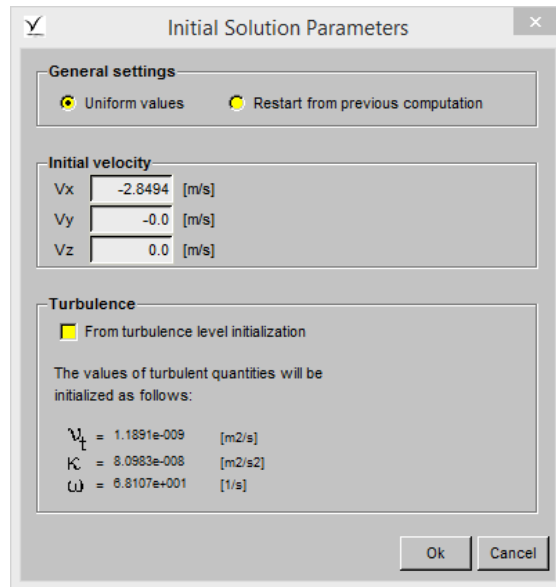 Initial Solution Parameters
General settings
Uniform values Restart from previous computation
Initial velocity
Vx -2.8494 [m/s]
Vy -0.0 [m/s]
Vz 0.0 [m/s]
Turbulence
From turbulence level initialization
The values of turbulent quantities will be
initialized as follows:
νt = 1.1891e-009 [m2/s]
κ = 8.0983e-008 [m2/s2]
ω = 6.8107e+001 [1/s]
Ok Cancel